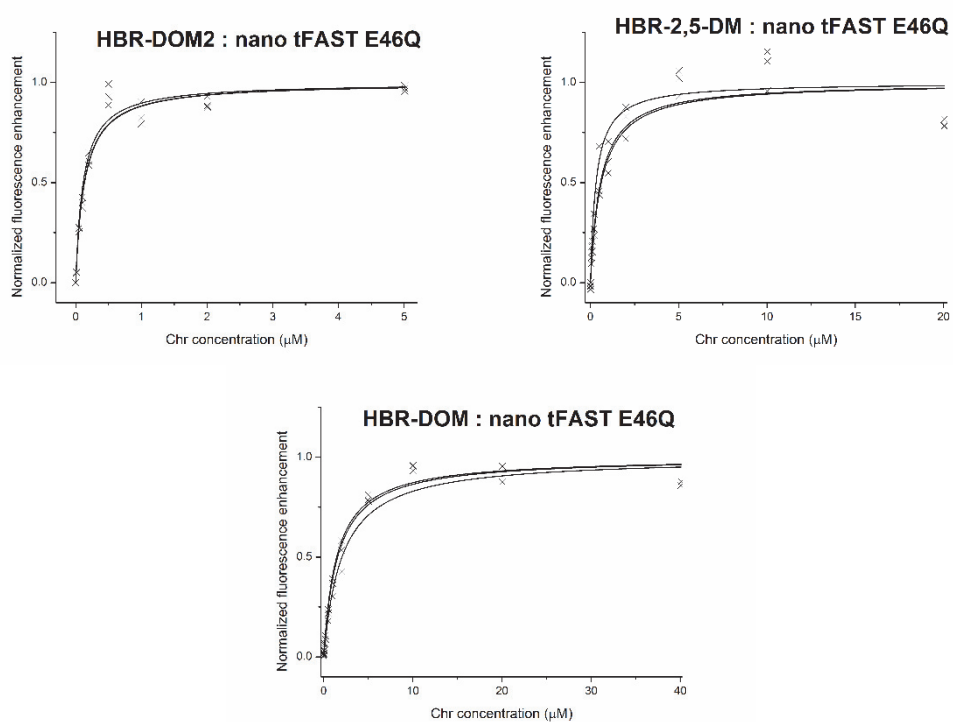 HBR-DOM2 : nano tFAST E46Q
Normalized fluorescence enhancement
1.0
0.5
0.0
0 1 2 3 4 5
Chr concentration (μM)
HBR-2,5-DM : nano tFAST E46Q
Normalized fluorescence enhancement
1.0
0.5
0.0
0 5 10 15 20
Chr concentration (μM)
HBR-DOM : nano tFAST E46Q
Normalized fluorescence enhancement
1.0
0.5
0.0
0 10 20 30 40
Chr concentration (μM)